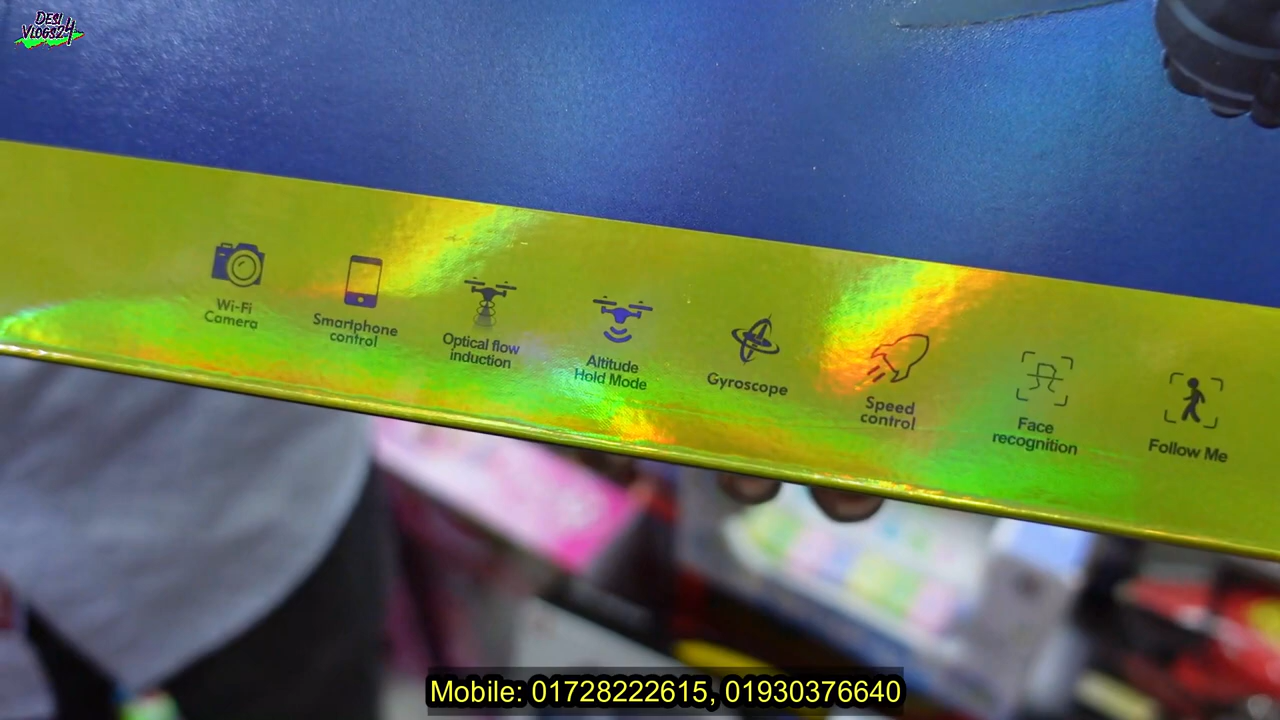 DESI
VLOGS24
Wi-Fi
Camera
Smartphone
control
Optical flow
induction
Altitude
Hold Mode
Gyroscope
Speed
control
Face
recognition
Follow Me
Mobile: 01728222615, 01930376640